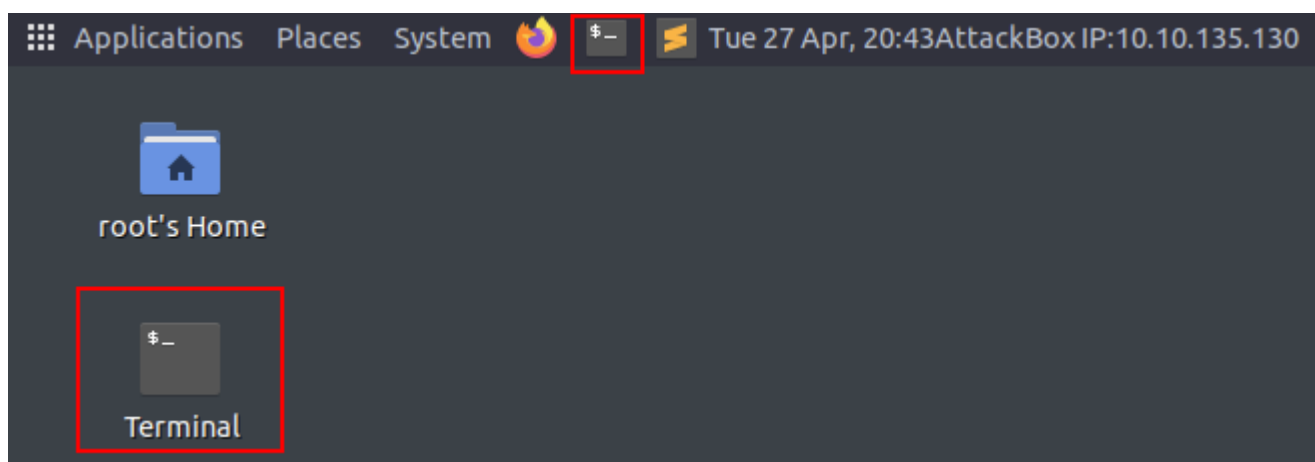 Applications Places System $_ Tue 27 Apr, 20:43AttackBox IP:10.10.135.130
root's Home
$_
Terminal